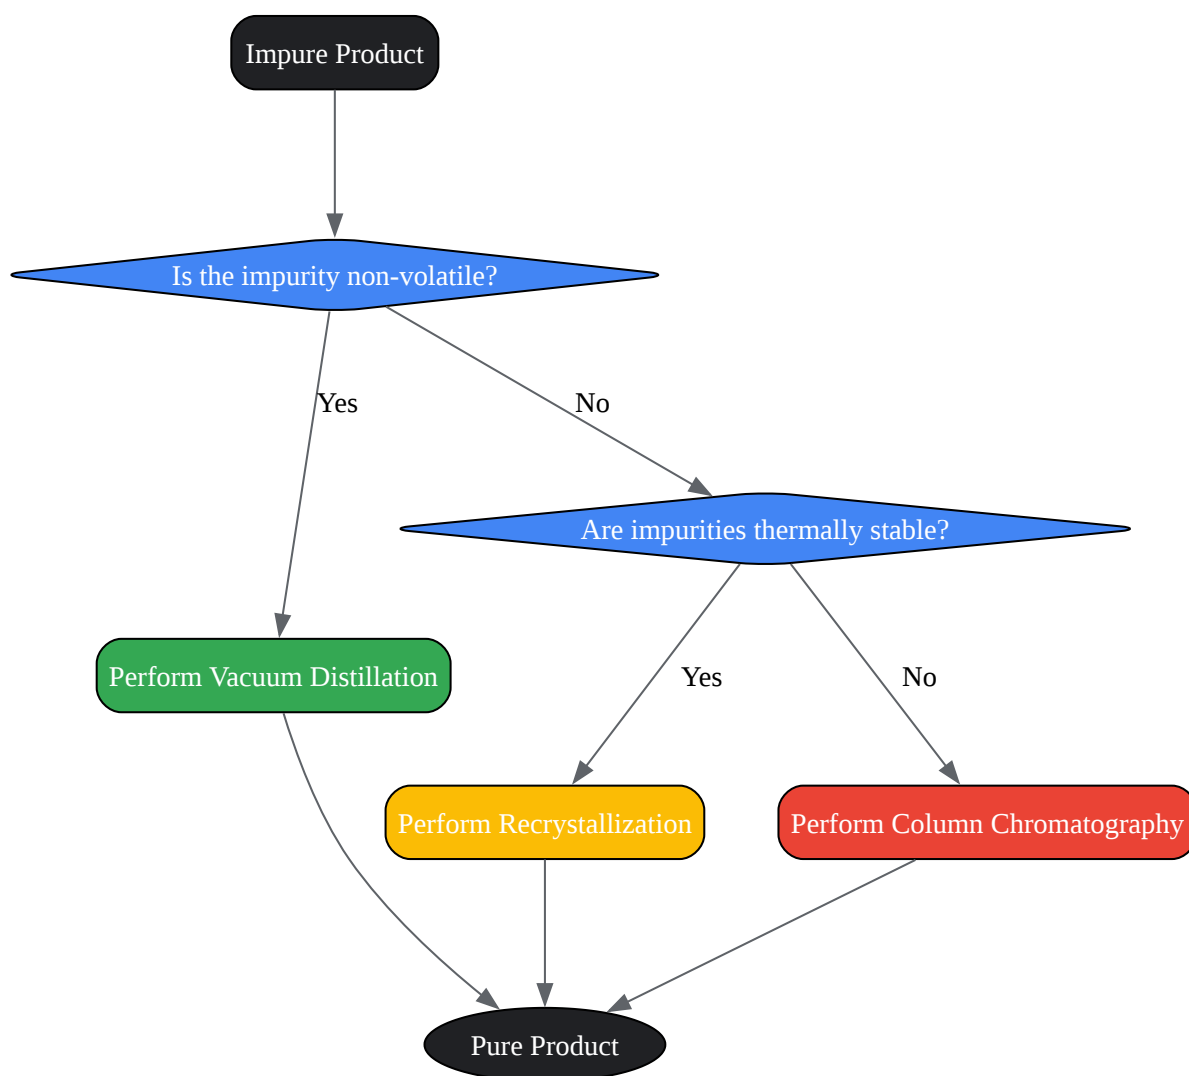 Impure Product
Is the impurity non-volatile?
Yes
No
Are impurities thermally stable?
Perform Vacuum Distillation
Yes
No
Perform Recrystallization
Perform Column Chromatography
Pure Product